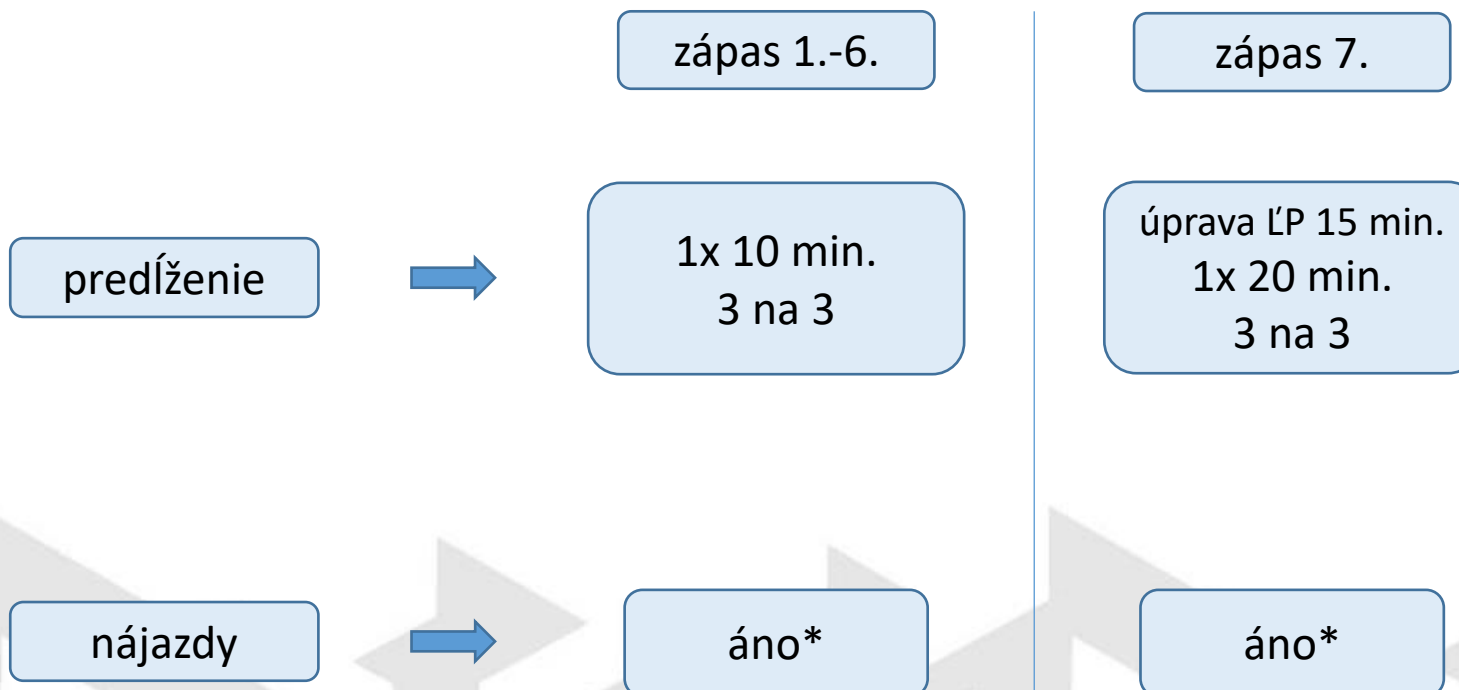 zápas 1.-6.
zápas 7.
predĺženie
1x 10 min.
3 na 3
úprava ĽP 15 min.
1x 20 min.
3 na 3
nájazdy
áno*
áno*